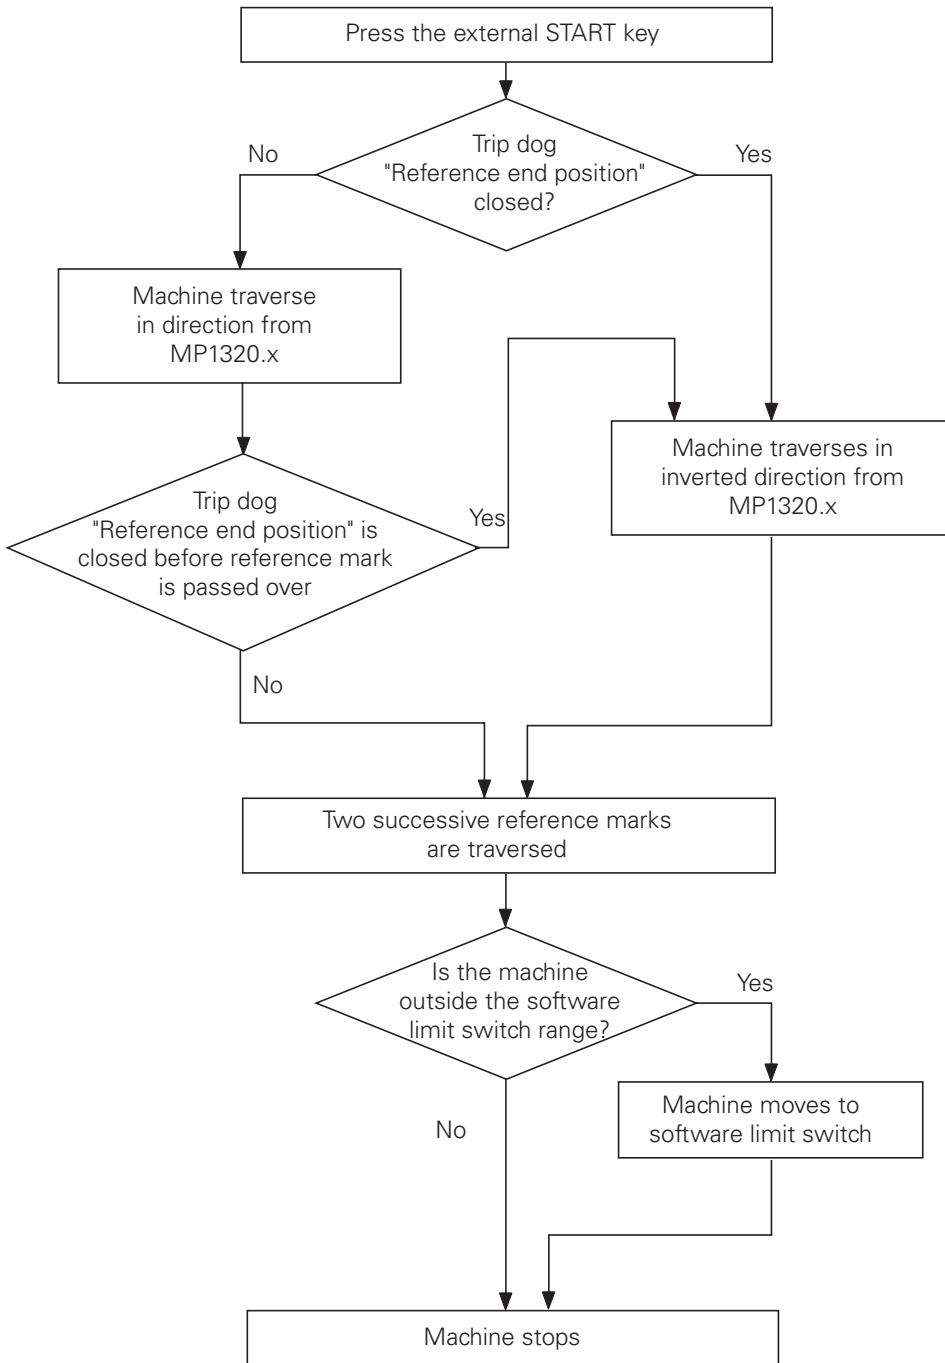 Press the external START key
Trip dog
"Reference end position"
closed?
No
Yes
Machine traverse
in direction from
MP1320.x
Machine traverses in
inverted direction from
MP1320.x
Trip dog
"Reference end position" is
closed before reference mark
is passed over
Yes
No
Two successive reference marks
are traversed
Is the machine
outside the software
limit switch range?
Yes
No
Machine moves to
software limit switch
Machine stops